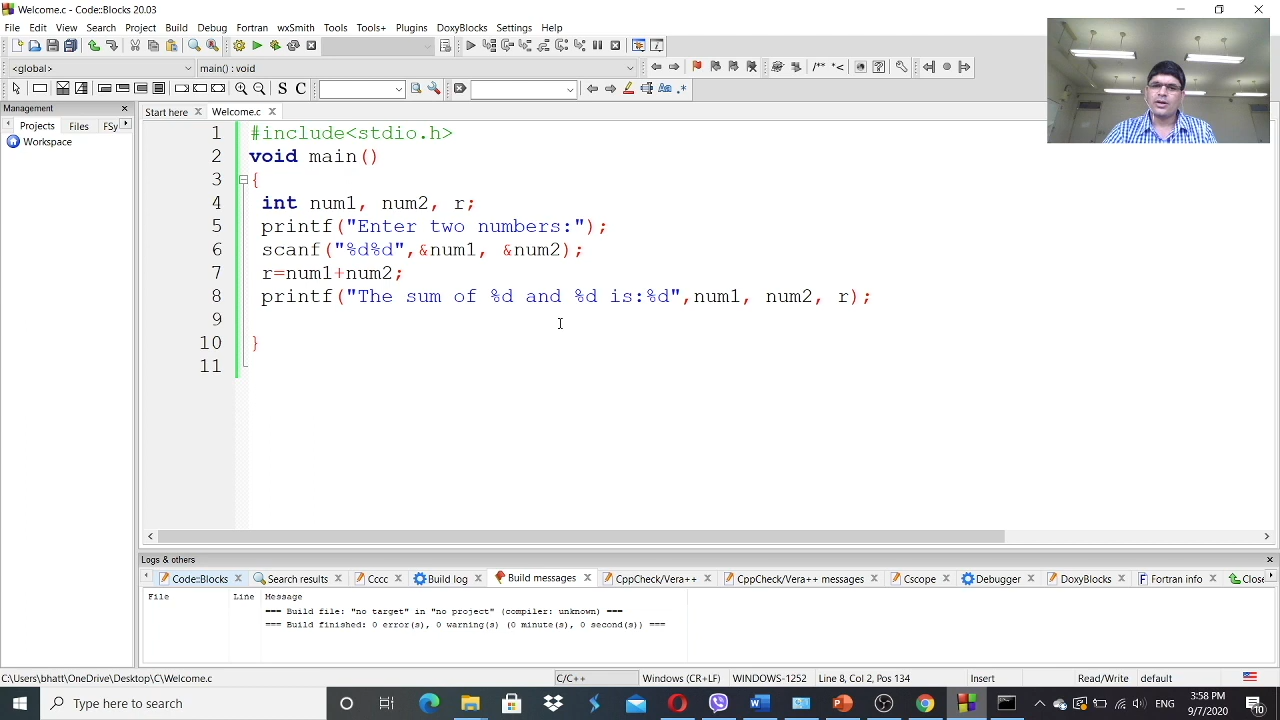 Welcome.c - Code::Blocks 20.03
File Edit View Search Project Build Debug Fortran wxSmith Tools Tools+ Plugins DoxyBlocks Settings Help
<global> main() : void
/** *< 
S C
Aa .*
Management
Projects Files FSy
Workspace
Start here Welcome.c
1 #include<stdio.h>
2 void main()
3 {
4 int num1, num2, r;
5 printf("Enter two numbers:");
6 scanf("%d%d",&num1, &num2);
7 r=num1+num2;
8 printf("The sum of %d and %d is:%d",num1, num2, r);
9
10 }
11
Logs & others
Code::Blocks Search results Cccc Build log Build messages CppCheck/Vera++ CppCheck/Vera++ messages Cscope Debugger DoxyBlocks Fortran info Close
File Line Message
=== Build file: "no target" in "no project" (compiler: unknown) ===
=== Build finished: 0 error(s), 0 warning(s) (0 minute(s), 0 second(s)) ===
C:\Users\bhatt\OneDrive\Desktop\C\Welcome.c C/C++ Windows (CR+LF) WINDOWS-1252 Line 8, Col 2, Pos 134 Insert Read/Write default
Type here to search
3:58 PM
9/7/2020
10